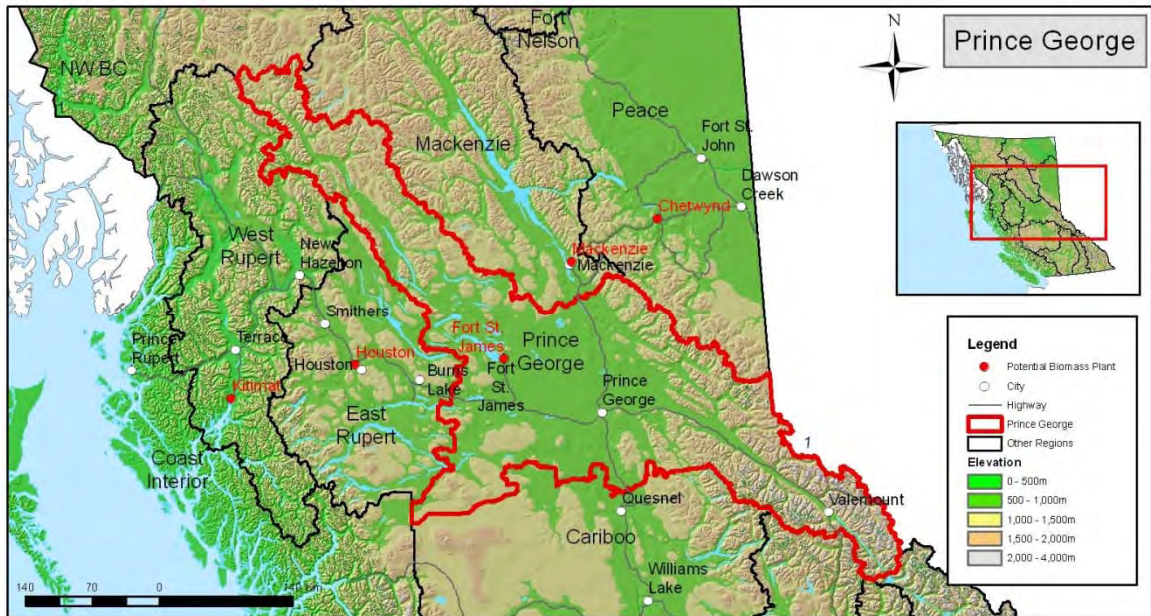 Prince George
N
Fort
Nelson
NW BC
Peace
Fort St.
John
Mackenzie
Dawson
Creek
Chetwynd
West
Rupert
New
Hazelton
Mackenzie
Mackenzie
Smithers
Prince
Rupert
Terrace
Houston
Houston
Fort St.
James
Prince
George
Burns
Lake
Fort
St.
James
Prince
George
Kitimat
East
Rupert
Coast
Interior
1
Quesnel
Valemount
Cariboo
Williams
Lake
140 70 0 140 Km
Legend
Potential Biomass Plant
City
Highway
Prince George
Other Regions
Elevation
0 - 500m
500 - 1,000m
1,000 - 1,500m
1,500 - 2,000m
2,000 - 4,000m